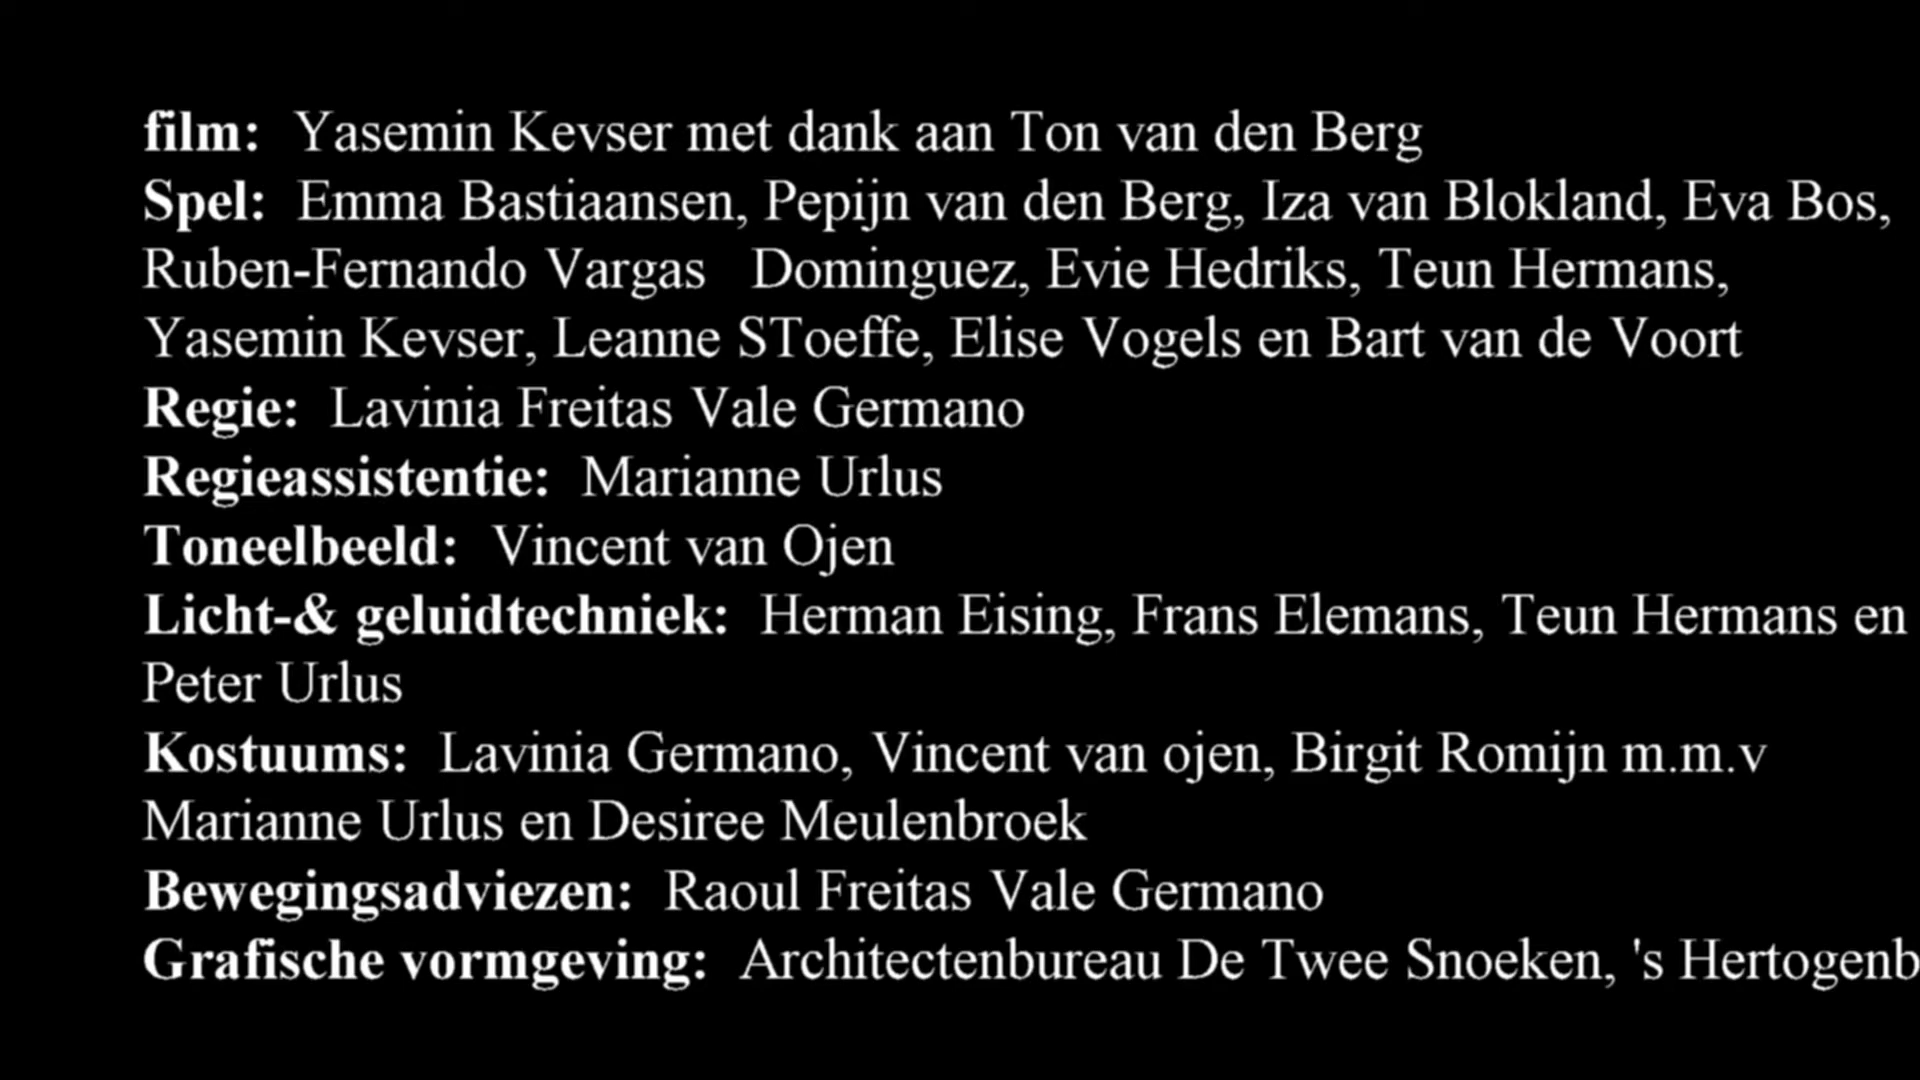 film: Yasemin Kevser met dank aan Ton van den Berg
Spel: Emma Bastiaansen, Pepijn van den Berg, Iza van Blokland, Eva Bos,
Ruben-Fernando Vargas Dominguez, Evie Hedriks, Teun Hermans,
Yasemin Kevser, Leanne SToeffe, Elise Vogels en Bart van de Voort
Regie: Lavinia Freitas Vale Germano
Regieassistentie: Marianne Urlus
Toneelbeeld: Vincent van Ojen
Licht-& geluidtechniek: Herman Eising, Frans Elemans, Teun Hermans en
Peter Urlus
Kostuums: Lavinia Germano, Vincent van ojen, Birgit Romijn m.m.v
Marianne Urlus en Desiree Meulenbroek
Bewegingsadviezen: Raoul Freitas Vale Germano
Grafische vormgeving: Architectenbureau De Twee Snoeken, 's Hertogenb